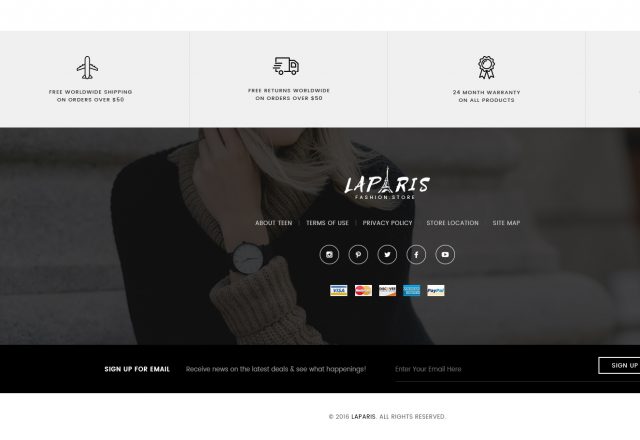 FREE WORLDWIDE SHIPPING
ON ORDERS OVER $50
FREE RETURNS WORLDWIDE
ON ORDERS OVER $50
24 MONTH WARRANTY
ON ALL PRODUCTS
LAPARIS
FASHION.STORE
ABOUT TEEN | TERMS OF USE | PRIVACY POLICY | STORE LOCATION | SITE MAP
VISA MasterCard DISCOVER PayPal
SIGN UP FOR EMAIL Receive news on the latest deals & see what happenings! Enter Your Email Here SIGN UP
© 2016 LAPARIS. ALL RIGHTS RESERVED.